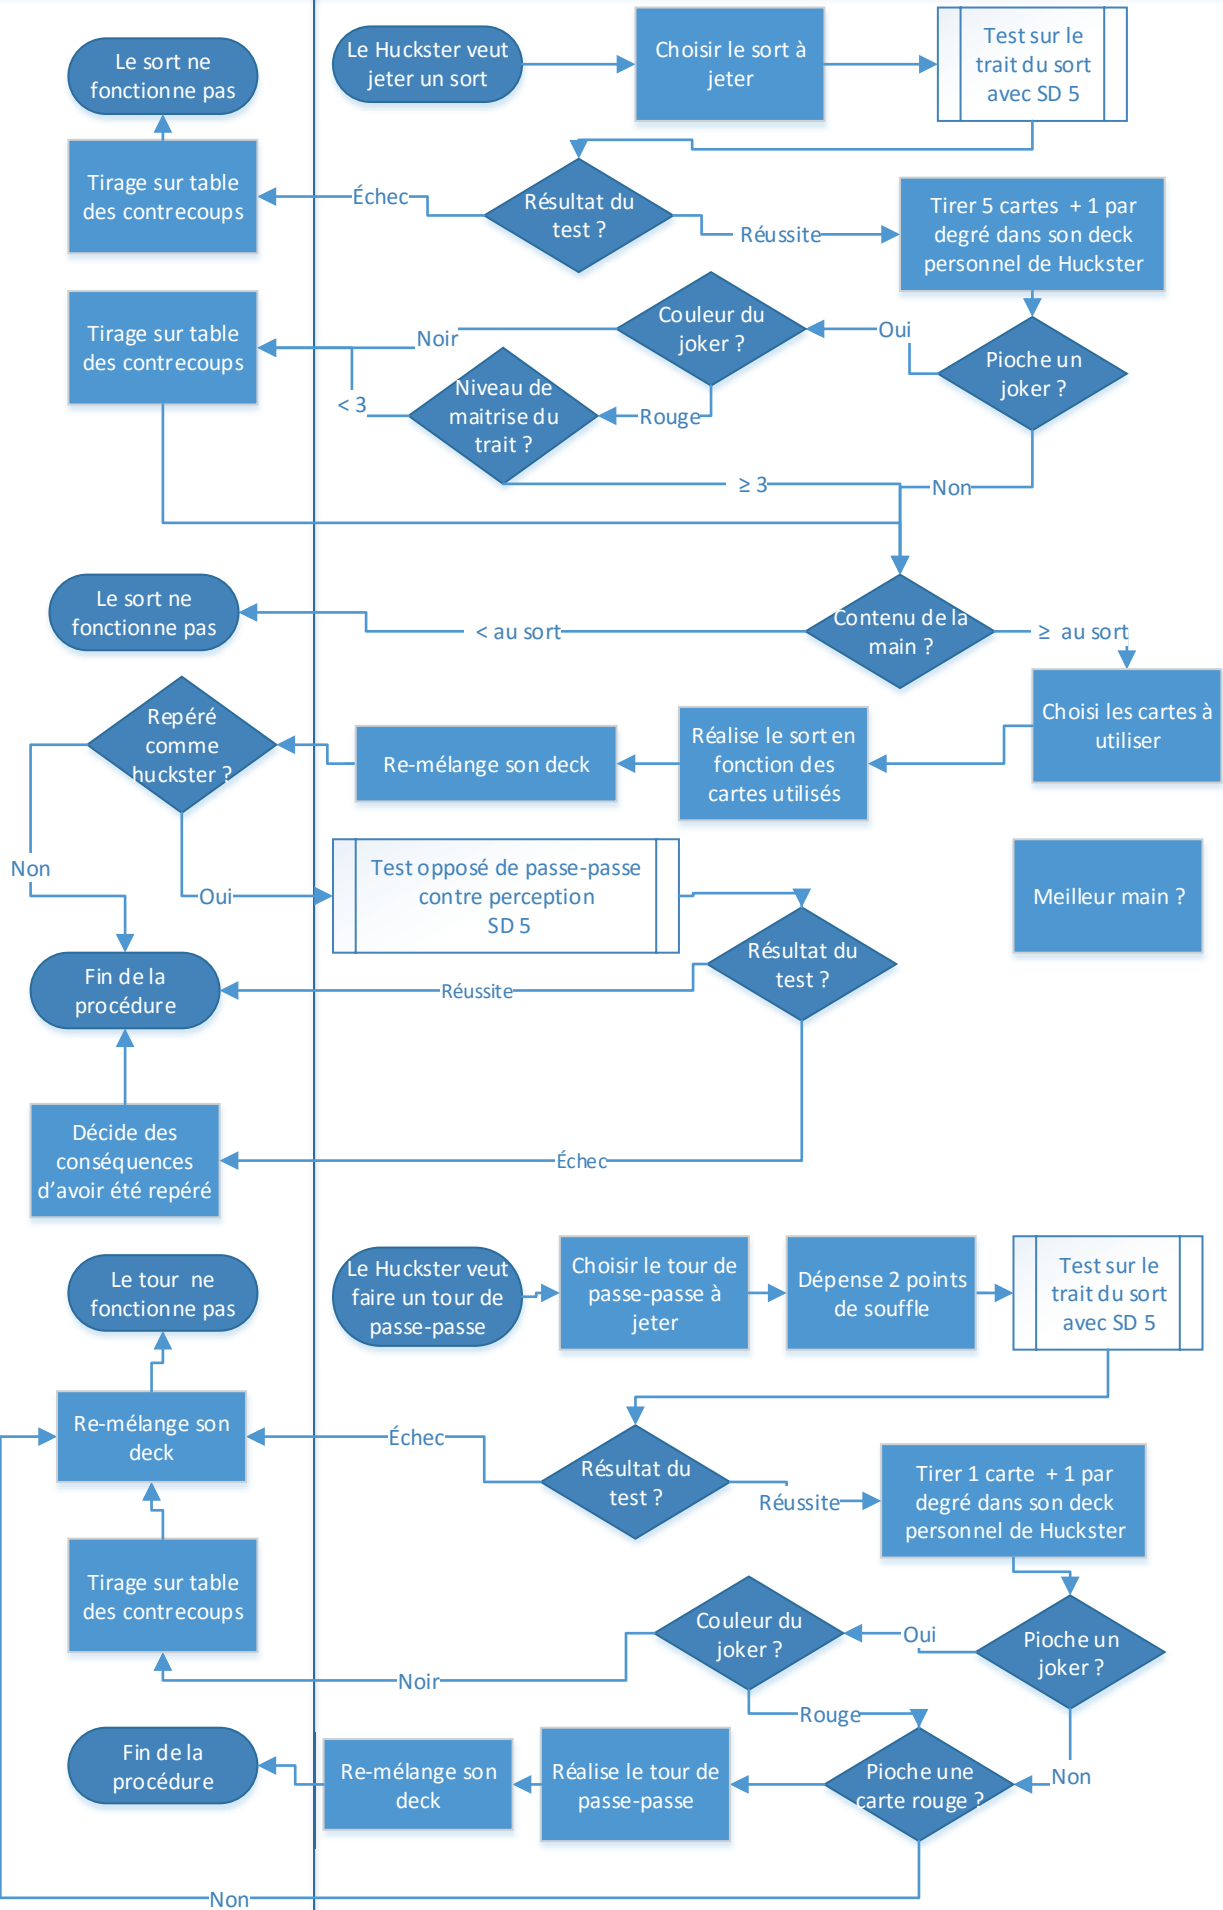 Le sort ne
fonctionne pas
Le Huckster veut
jeter un sort
Choisir le sort à
jeter
Test sur le
trait du sort
avec SD 5
Tirage sur table
des contrecoups
Échec
Résultat du
test ?
Réussite
Tirer 5 cartes + 1 par
degré dans son deck
personnel de Huckster
Tirage sur table
des contrecoups
Noir
Couleur du
joker ?
Oui
Pioche un
joker ?
< 3
Niveau de
maitrise du
trait ?
Rouge
≥ 3
Non
Le sort ne
fonctionne pas
< au sort
Contenu de la
main ?
≥ au sort
Repéré
comme
huckster ?
Re-mélange son deck
Réalise le sort en
fonction des
cartes utilisés
Choisi les cartes à
utiliser
Non
Oui
Test opposé de passe-passe
contre perception
SD 5
Meilleur main ?
Résultat du
test ?
Fin de la
procédure
Réussite
Décide des
conséquences
d’avoir été repéré
Échec
Le tour ne
fonctionne pas
Le Huckster veut
faire un tour de
passe-passe
Choisir le tour de
passe-passe à
jeter
Dépense 2 points
de souffle
Test sur le
trait du sort
avec SD 5
Re-mélange son
deck
Échec
Résultat du
test ?
Réussite
Tirer 1 carte + 1 par
degré dans son deck
personnel de Huckster
Tirage sur table
des contrecoups
Couleur du
joker ?
Oui
Pioche un
joker ?
Noir
Rouge
Fin de la
procédure
Re-mélange son
deck
Réalise le tour de
passe-passe
Pioche une
carte rouge ?
Non
Non